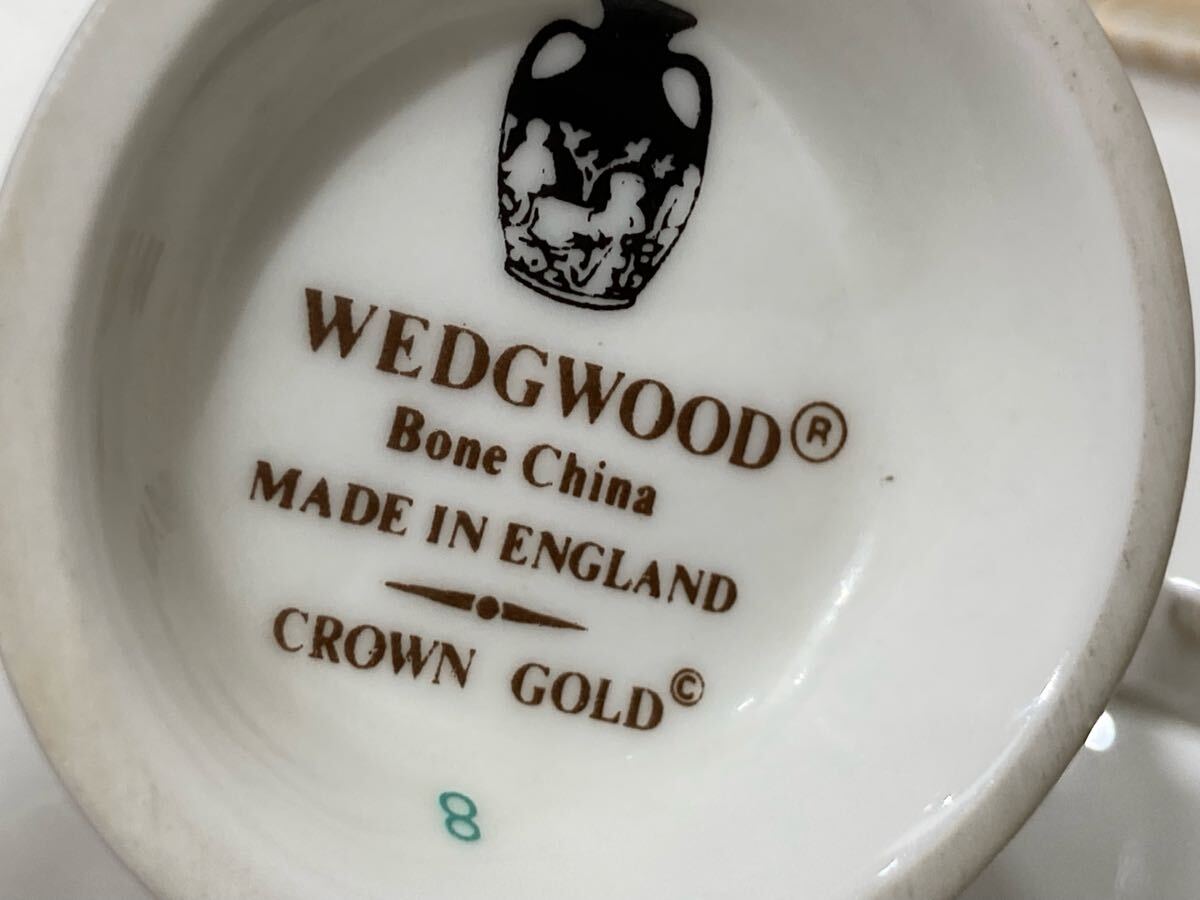 WEDGWOOD®
Bone China
MADE IN ENGLAND
CROWN GOLD©
8